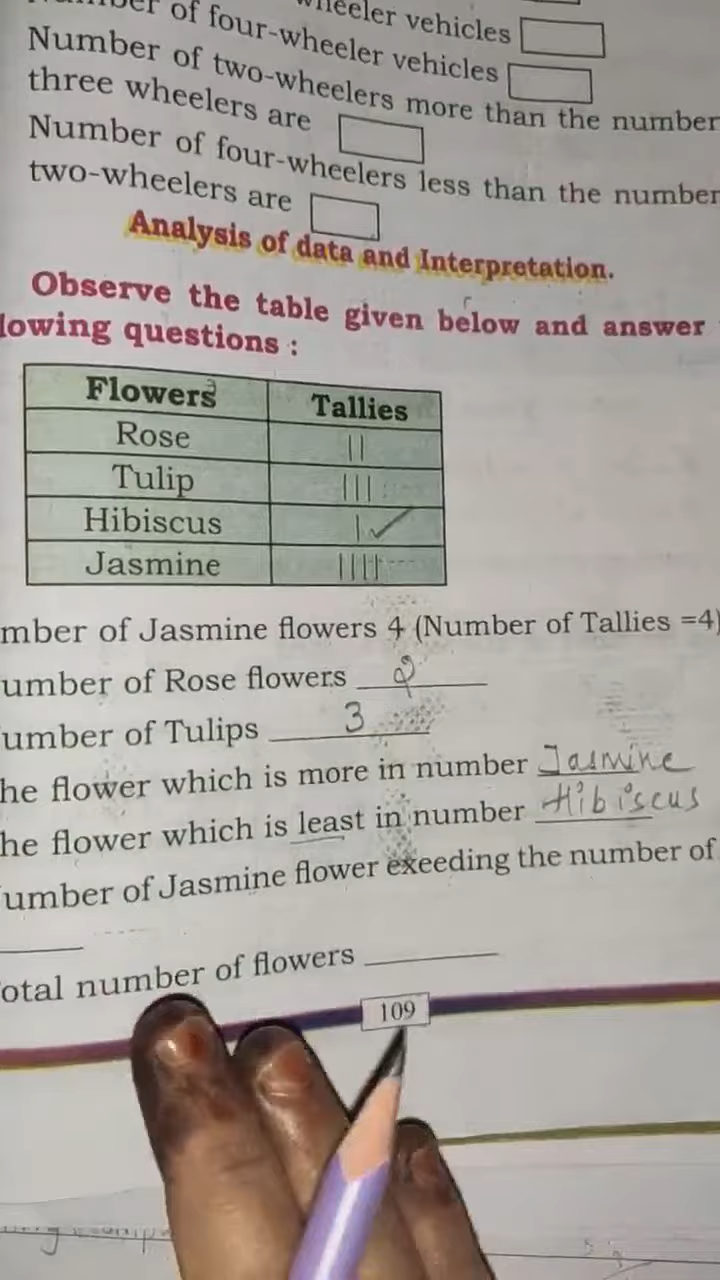 of four-wheeler vehicles
wheeler vehicles
Number of two-wheelers more than the number
three wheelers are
Number of four-wheelers less than the number
two-wheelers are
Analysis of data and Interpretation.
Observe the table given below and answer
lowing questions :
Flowers Tallies
Rose ||
Tulip |||
Hibiscus |
Jasmine ||||
mber of Jasmine flowers 4 (Number of Tallies =4)
umber of Rose flowers 2
umber of Tulips 3
he flower which is more in number Jasmine
he flower which is least in number Hibiscus
umber of Jasmine flower exeeding the number of
otal number of flowers
109